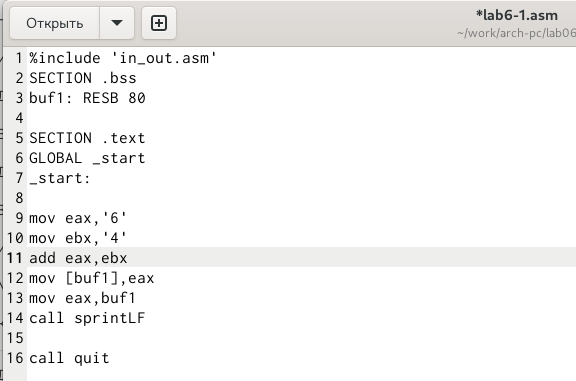 Открыть
*lab6-1.asm
~/work/arch-pc/lab06
1 %include 'in_out.asm'
2 SECTION .bss
3 buf1: RESB 80
4
5 SECTION .text
6 GLOBAL _start
7 _start:
8
9 mov eax,'6'
10 mov ebx,'4'
11 add eax,ebx
12 mov [buf1],eax
13 mov eax,buf1
14 call sprintLF
15
16 call quit